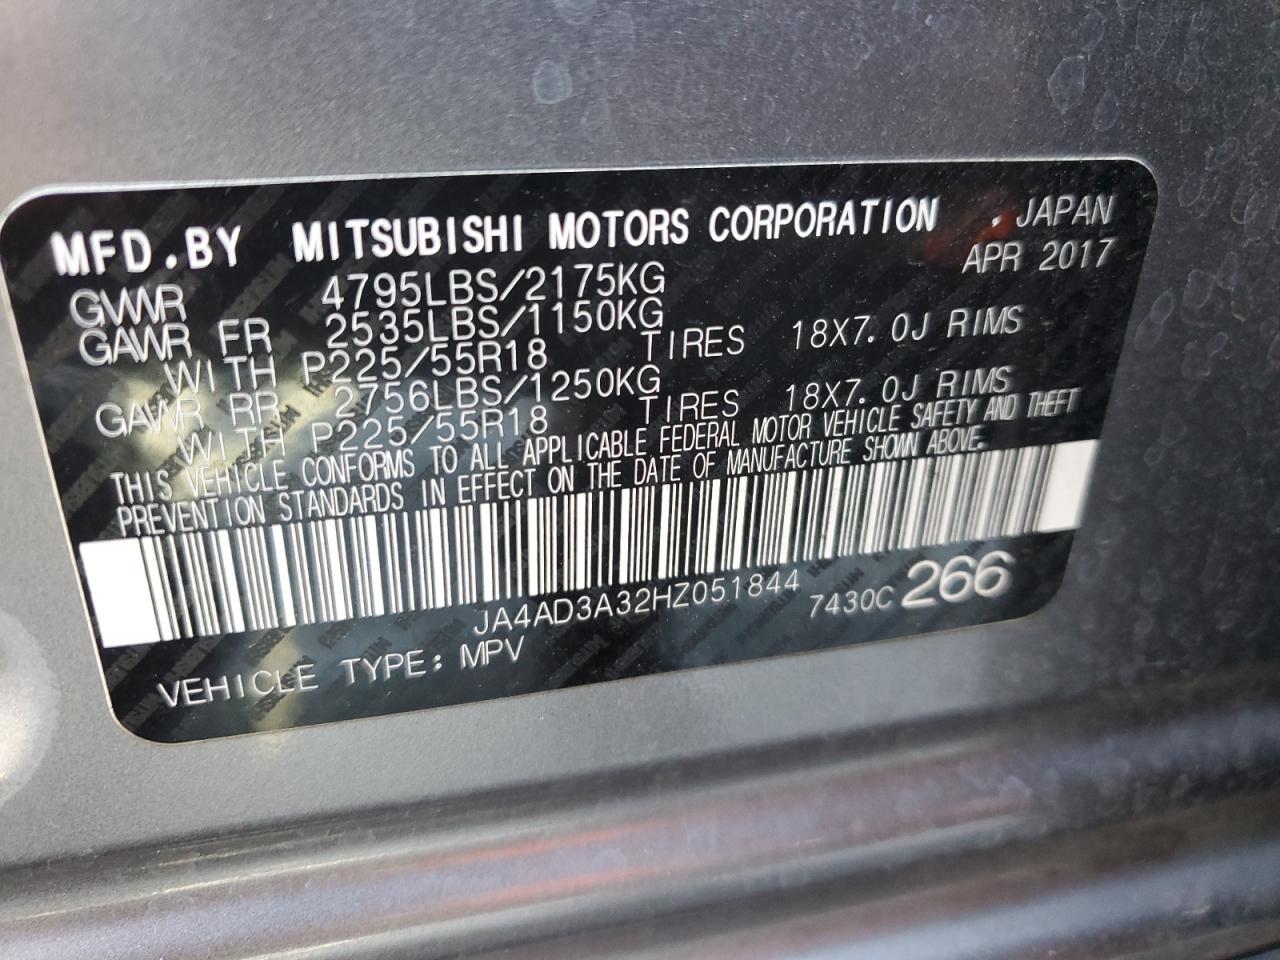 MFD.BY MITSUBISHI MOTORS CORPORATION . JAPAN
APR 2017
GVWR 4795LBS/2175KG
GAWR FR 2535LBS/1150KG
WITH P225/55R18 TIRES 18X7.0J RIMS
GAWR RR 2756LBS/1250KG
WITH P225/55R18 TIRES 18X7.0J RIMS
THIS VEHICLE CONFORMS TO ALL APPLICABLE FEDERAL MOTOR VEHICLE SAFETY AND THEFT
PREVENTION STANDARDS IN EFFECT ON THE DATE OF MANUFACTURE SHOWN ABOVE.
JA4AD3A32HZ051844 7430C 266
VEHICLE TYPE: MPV